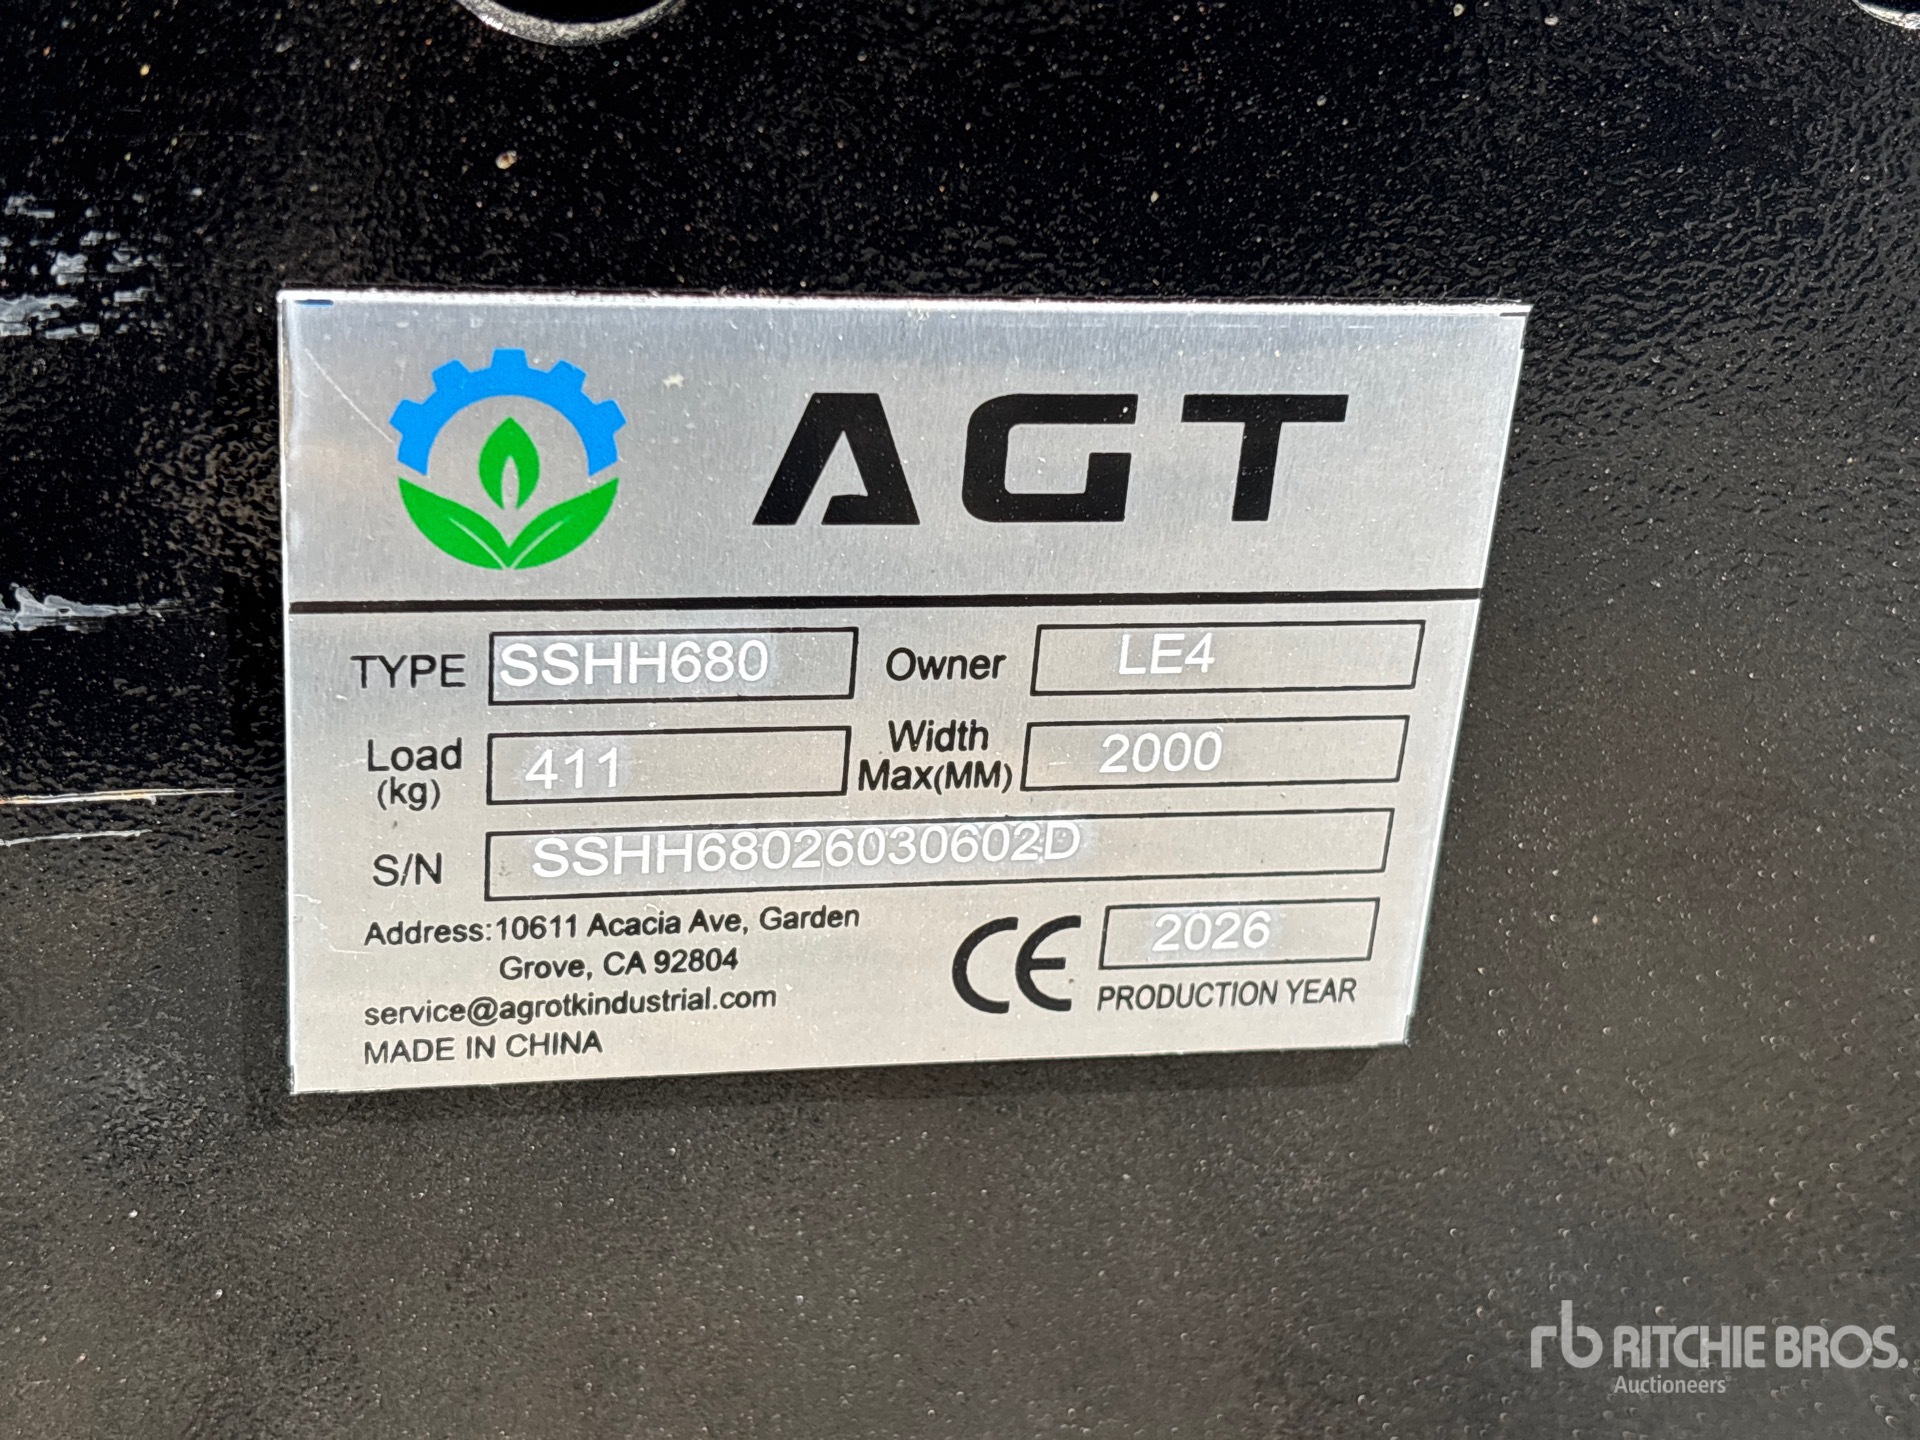 AGT
TYPE SSHH680 Owner LE4
Load (kg) 411 Width Max(MM) 2000
S/N SSHH68026030602D
Address:10611 Acacia Ave, Garden
Grove, CA 92804
service@agrotkindustrial.com
MADE IN CHINA
CE 2026
PRODUCTION YEAR
rb RITCHIE BROS.
Auctioneers